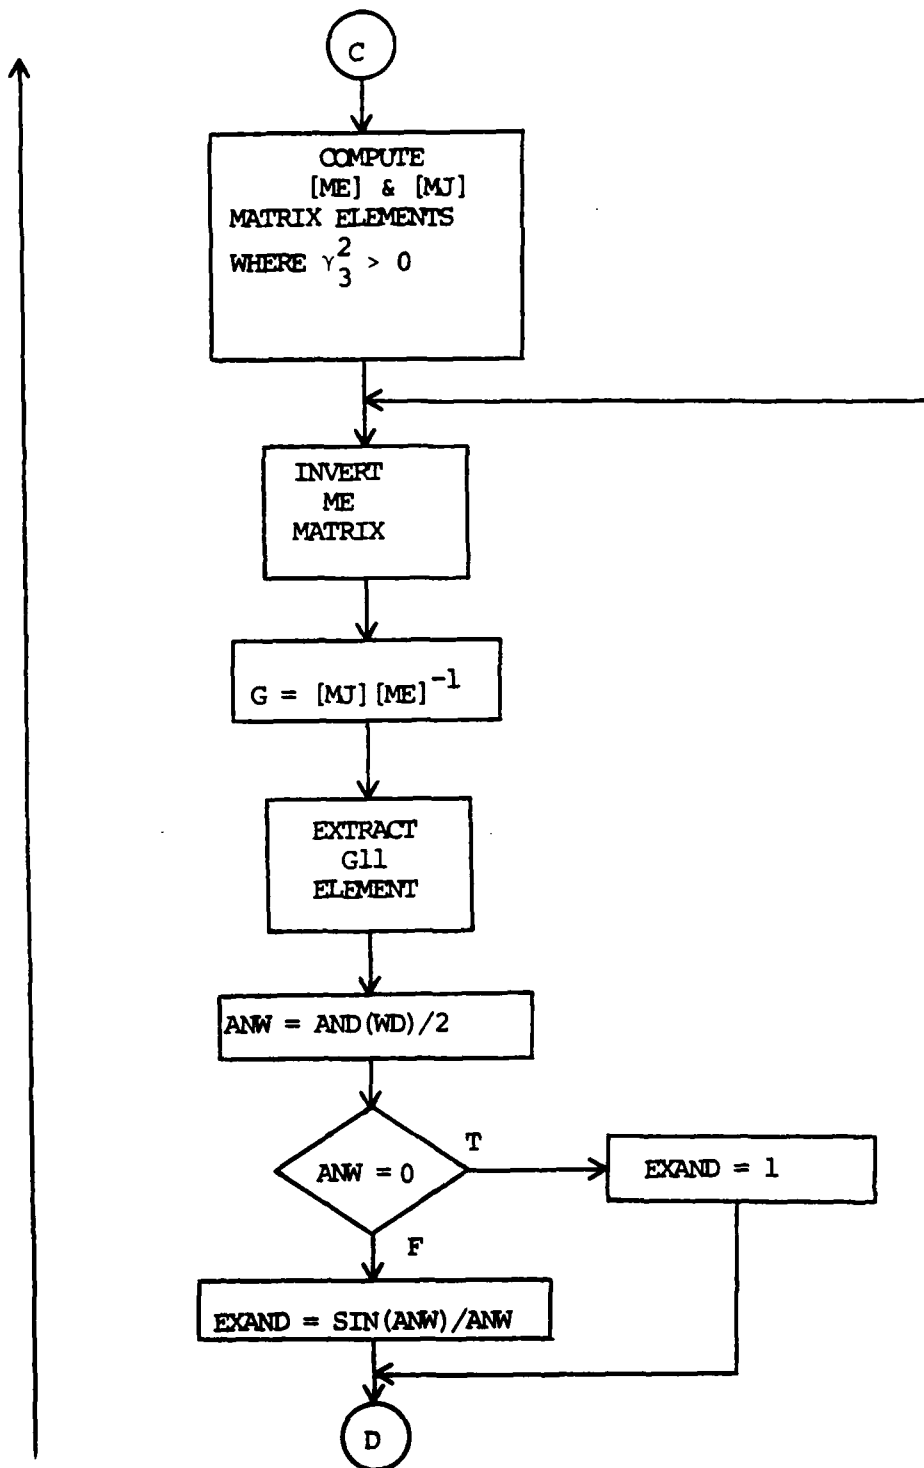 C
COMPUTE
[ME] & [MJ]
MATRIX ELEMENTS
WHERE γ₃² > 0
INVERT
ME
MATRIX
G = [MJ][ME]⁻¹
EXTRACT
G11
ELEMENT
ANW = AND(WD)/2
ANW = 0
T
EXAND = 1
F
EXAND = SIN(ANW)/ANW
D